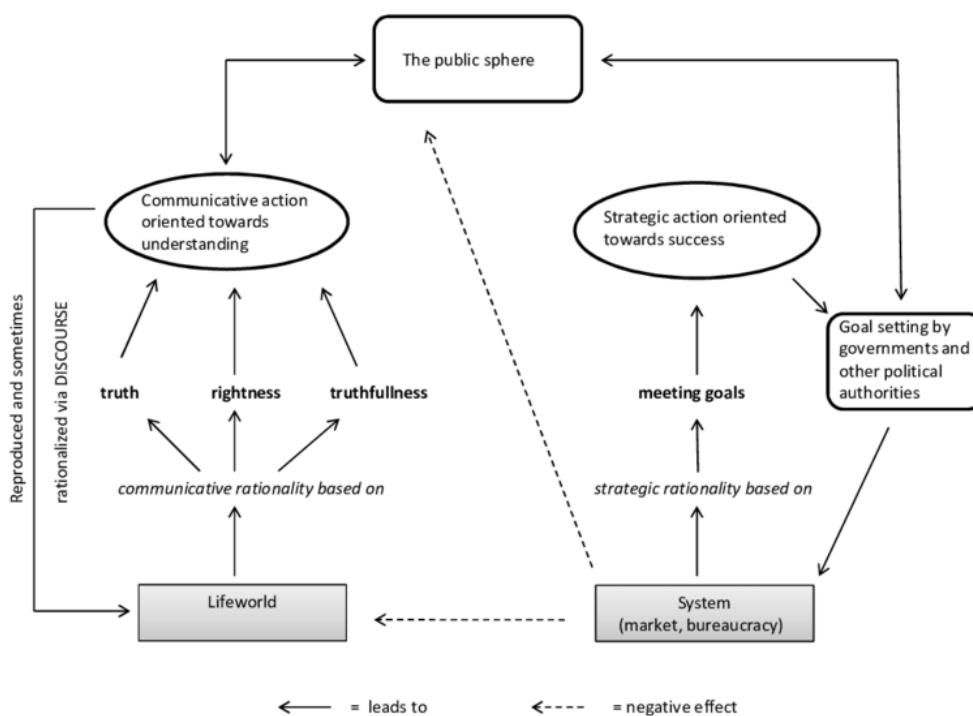 The public sphere
Communicative action
oriented towards
understanding
Strategic action oriented
towards success
Reproduced and sometimes
rationalized via DISCOURSE
Goal setting by
governments and
other political
authorities
truth
rightness
truthfullness
meeting goals
communicative rationality based on
strategic rationality based on
Lifeworld
System
(market, bureaucracy)
= leads to
= negative effect